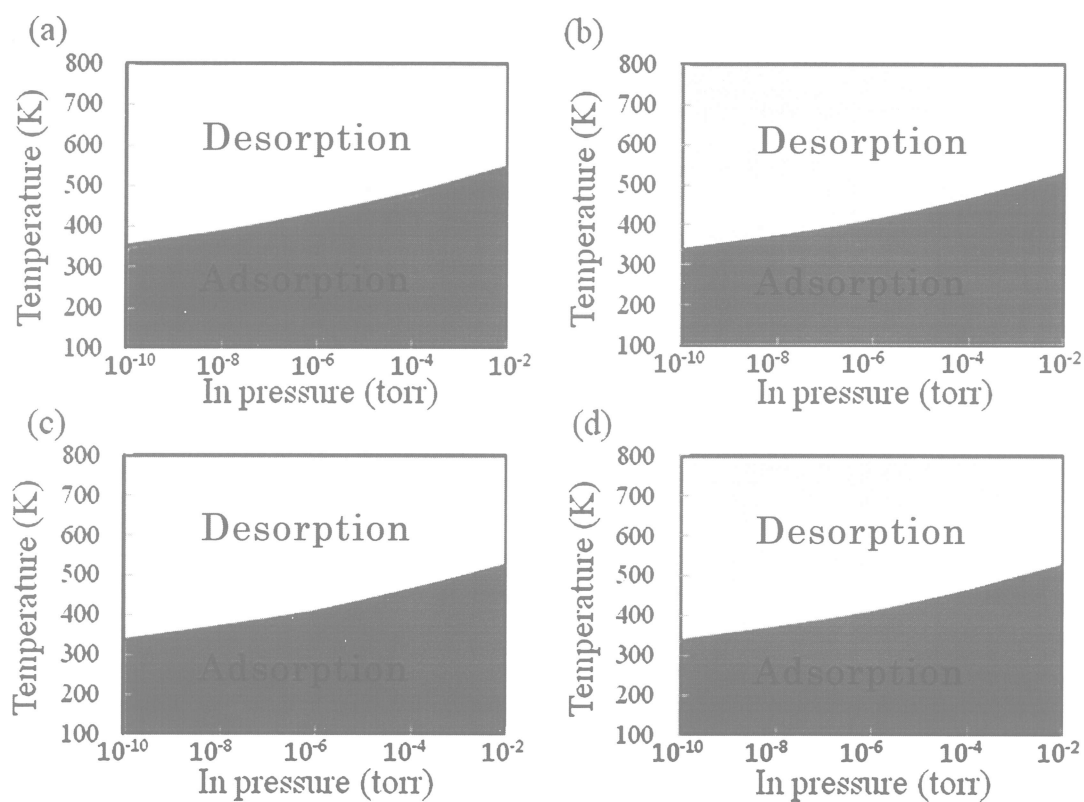 (a)
800
700
600
500
400
300
200
100
Temperature (K)
Desorption
Adsorption
10⁻¹⁰ 10⁻⁸ 10⁻⁶ 10⁻⁴ 10⁻²
In pressure (torr)
(b)
800
700
600
500
400
300
200
100
Temperature (K)
Desorption
Adsorption
10⁻¹⁰ 10⁻⁸ 10⁻⁶ 10⁻⁴ 10⁻²
In pressure (torr)
(c)
800
700
600
500
400
300
200
100
Temperature (K)
Desorption
Adsorption
10⁻¹⁰ 10⁻⁸ 10⁻⁶ 10⁻⁴ 10⁻²
In pressure (torr)
(d)
800
700
600
500
400
300
200
100
Temperature (K)
Desorption
Adsorption
10⁻¹⁰ 10⁻⁸ 10⁻⁶ 10⁻⁴ 10⁻²
In pressure (torr)